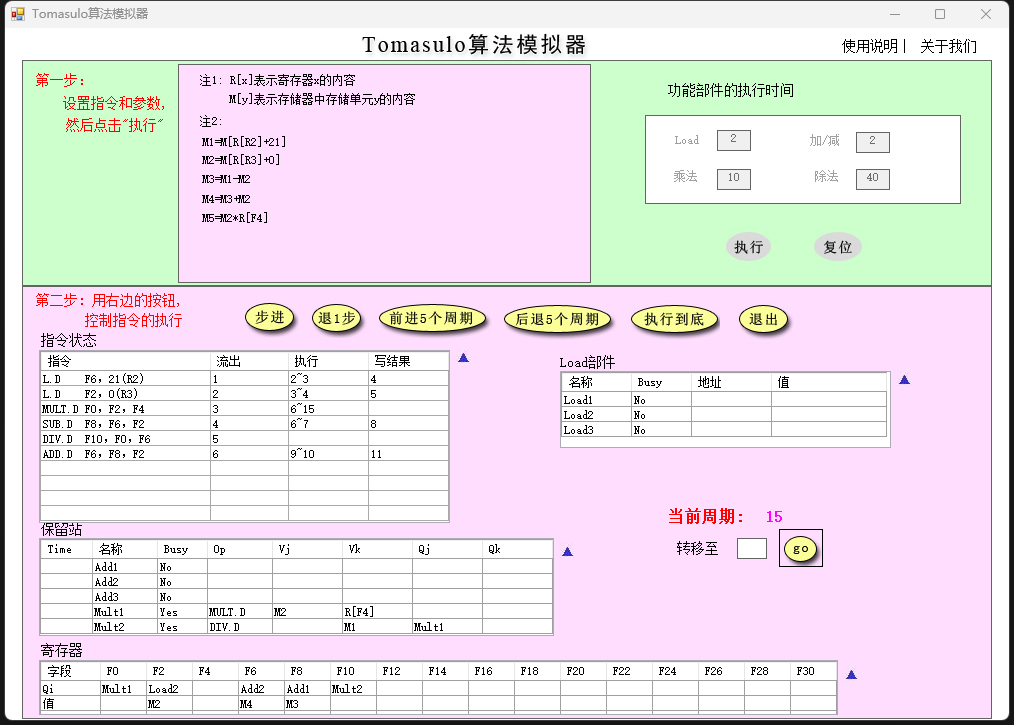 Tomasulo算法模拟器
Tomasulo算法模拟器
使用说明| 关于我们
第一步:
设置指令和参数,
然后点击"执行"
注1: R[x]表示寄存器x的内容
M[y]表示存储器中存储单元y的内容
注2:
M1=M[R[R2]+21]
M2=M[R[R3]+0]
M3=M1-M2
M4=M3+M2
M5=M2*R[F4]
功能部件的执行时间
Load 2 加/减 2
乘法 10 除法 40
执行 复位
第二步: 用右边的按钮,
控制指令的执行
步进 退1步 前进5个周期 后退5个周期 执行到底 退出
指令状态
指令 流出 执行 写结果
L.D F6, 21(R2) 1 2~3 4
L.D F2, 0(R3) 2 3~4 5
MULT.D F0, F2, F4 3 6~15
SUB.D F8, F6, F2 4 6~7 8
DIV.D F10, F0, F6 5
ADD.D F6, F8, F2 6 9~10 11
Load部件
名称 Busy 地址 值
Load1 No
Load2 No
Load3 No
当前周期: 15
转移至 go
保留站
Time 名称 Busy Op Vj Vk Qj Qk
Add1 No
Add2 No
Add3 No
Mult1 Yes MULT.D M2 R[F4]
Mult2 Yes DIV.D M1 Mult1
寄存器
字段 F0 F2 F4 F6 F8 F10 F12 F14 F16 F18 F20 F22 F24 F26 F28 F30
Qi Mult1 Load2 Add2 Add1 Mult2
值 M2 M4 M3